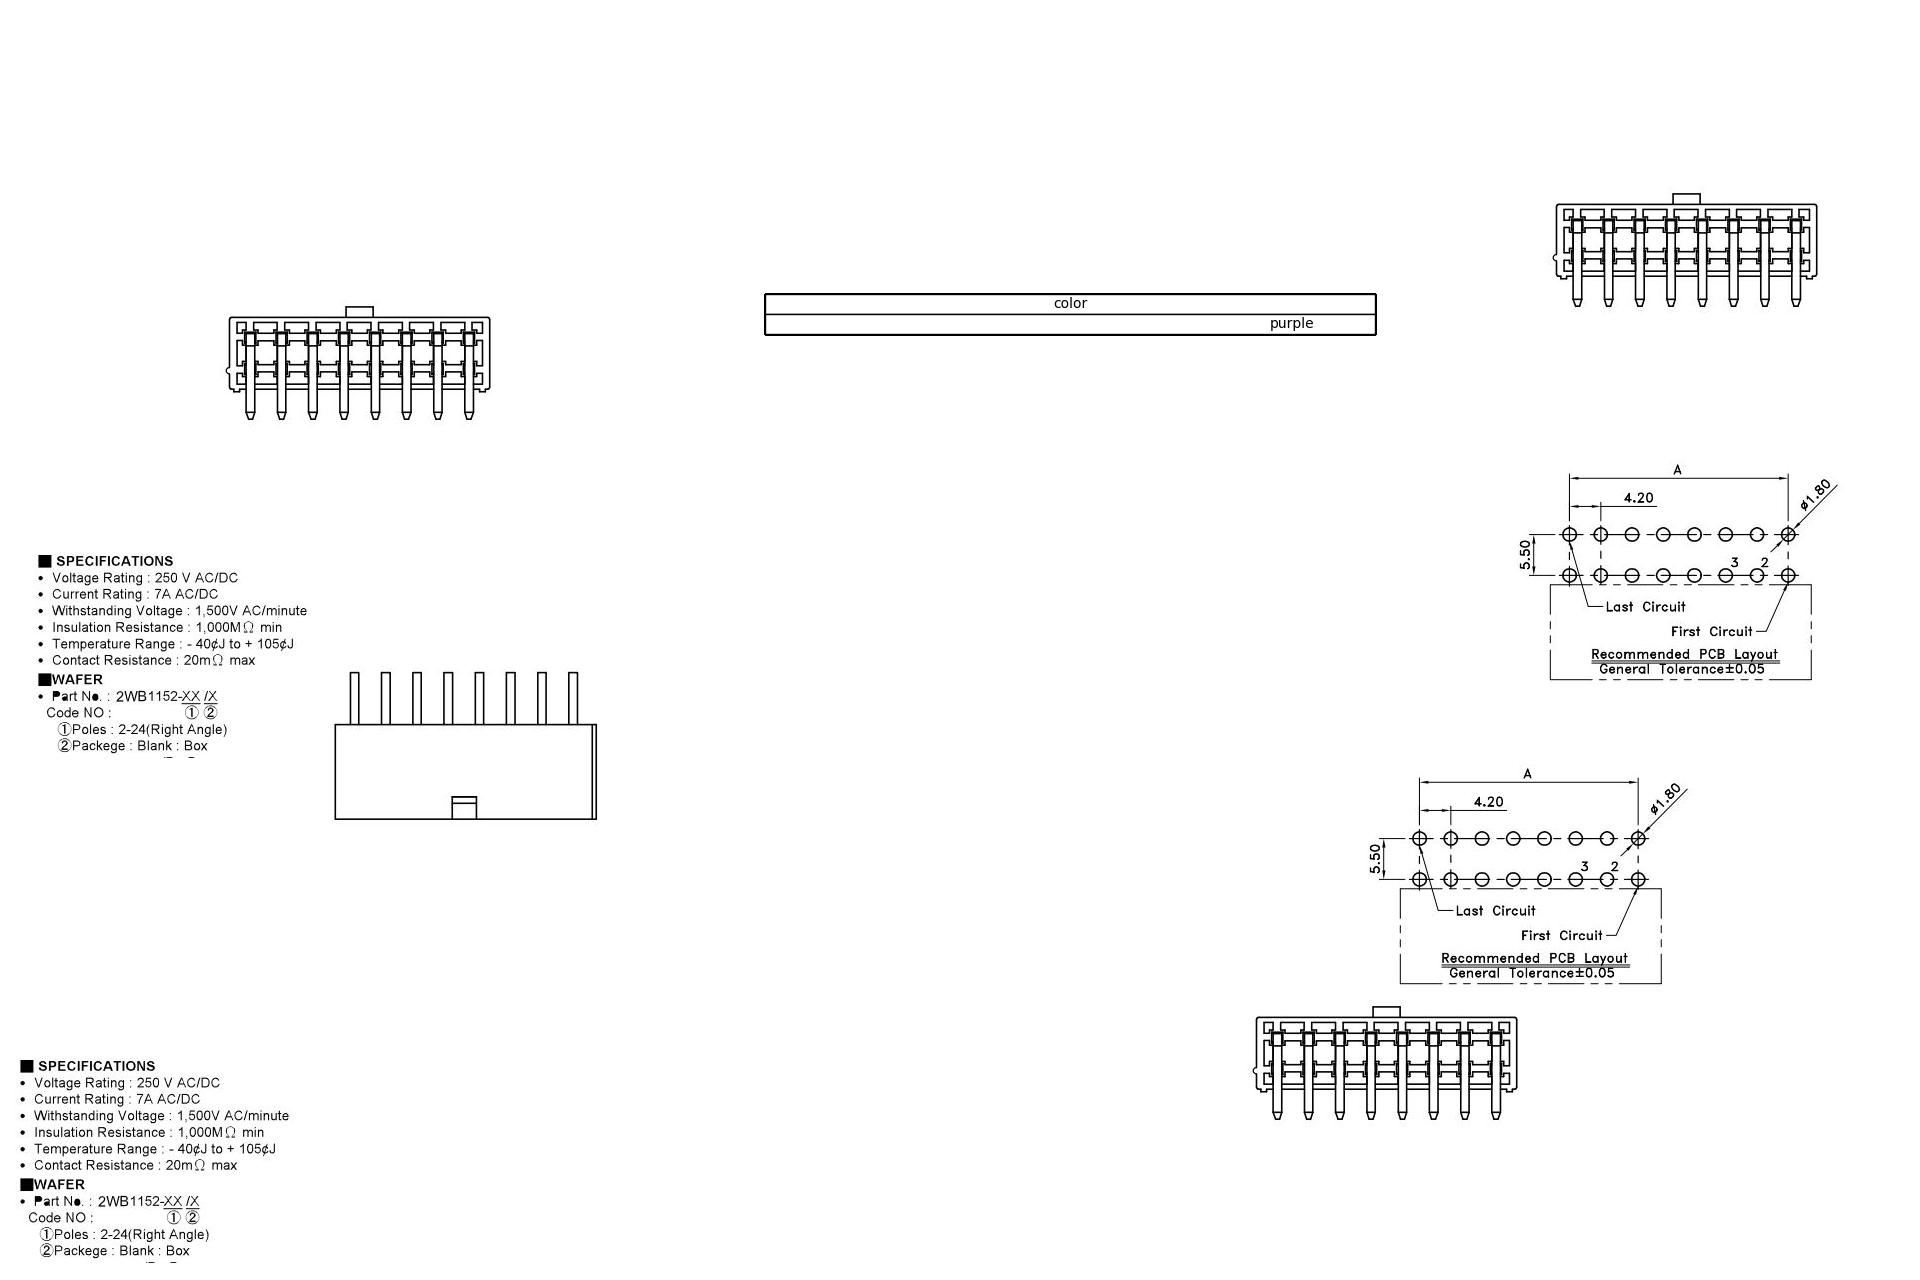 color
purple
A
4.20
ø1.80
5.50
3 2
Last Circuit
First Circuit
Recommended PCB Layout
General Tolerance±0.05
■ SPECIFICATIONS
• Voltage Rating : 250 V AC/DC
• Current Rating : 7A AC/DC
• Withstanding Voltage : 1,500V AC/minute
• Insulation Resistance : 1,000MΩ min
• Temperature Range : - 40¢J to + 105¢J
• Contact Resistance : 20mΩ max
■WAFER
• Part No. : 2WB1152-XX /X
Code NO : ① ②
①Poles : 2-24(Right Angle)
②Packege : Blank : Box
A
4.20
ø1.80
5.50
3 2
Last Circuit
First Circuit
Recommended PCB Layout
General Tolerance±0.05
■ SPECIFICATIONS
• Voltage Rating : 250 V AC/DC
• Current Rating : 7A AC/DC
• Withstanding Voltage : 1,500V AC/minute
• Insulation Resistance : 1,000MΩ min
• Temperature Range : - 40¢J to + 105¢J
• Contact Resistance : 20mΩ max
■WAFER
• Part No. : 2WB1152-XX /X
Code NO : ① ②
①Poles : 2-24(Right Angle)
②Packege : Blank : Box